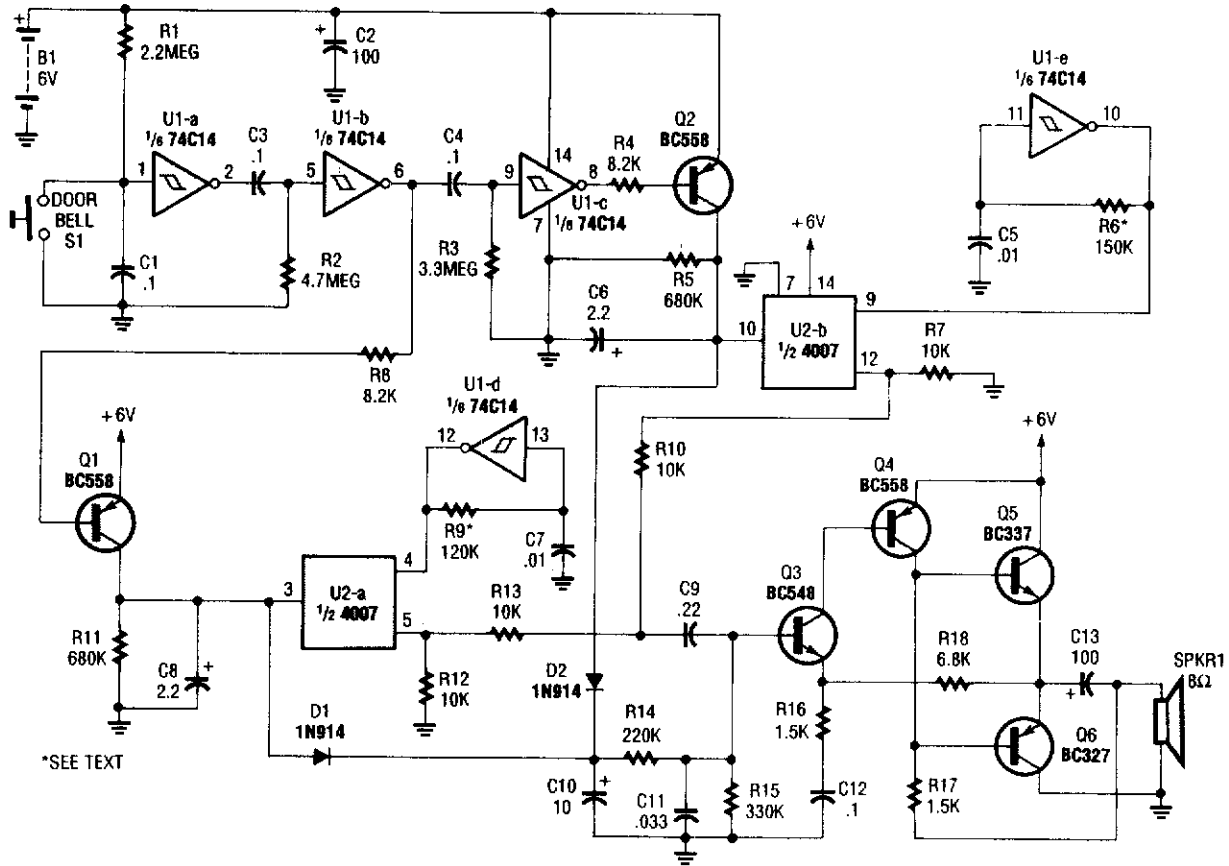 +
B1
6V
R1
2.2MEG
+
C2
100
U1-a
1/6 74C14
1
2
C3
.1
U1-b
1/6 74C14
5
6
C4
.1
9
14
8
7
U1-c
1/6 74C14
R4
8.2K
Q2
BC558
U1-e
1/6 74C14
11
10
DOOR
BELL
S1
C1
.1
R2
4.7MEG
R3
3.3MEG
R5
680K
C6
2.2
+
+6V
7
14
10
9
12
U2-b
1/2 4007
C5
.01
R6*
150K
R7
10K
R8
8.2K
+6V
Q1
BC558
U1-d
1/6 74C14
12
13
R9*
120K
C7
.01
R10
10K
+6V
Q4
BC558
Q5
BC337
3
4
5
U2-a
1/2 4007
R13
10K
C9
.22
Q3
BC548
R11
680K
C8
2.2
+
R12
10K
D1
1N914
D2
1N914
R14
220K
R16
1.5K
R18
6.8K
C13
100
+
SPKR1
8Ω
Q6
BC327
C10
10
+
C11
.033
R15
330K
C12
.1
R17
1.5K
*SEE TEXT